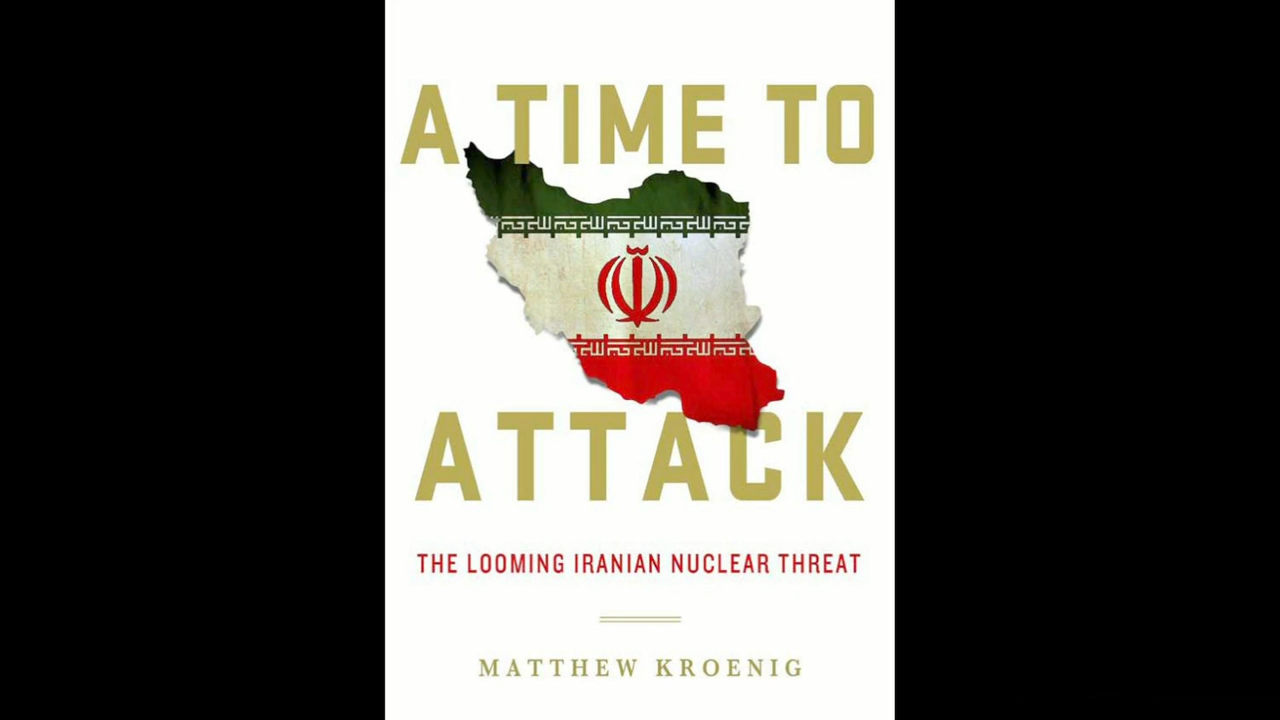 A TIME TO
ATTACK
THE LOOMING IRANIAN NUCLEAR THREAT
MATTHEW KROENIG